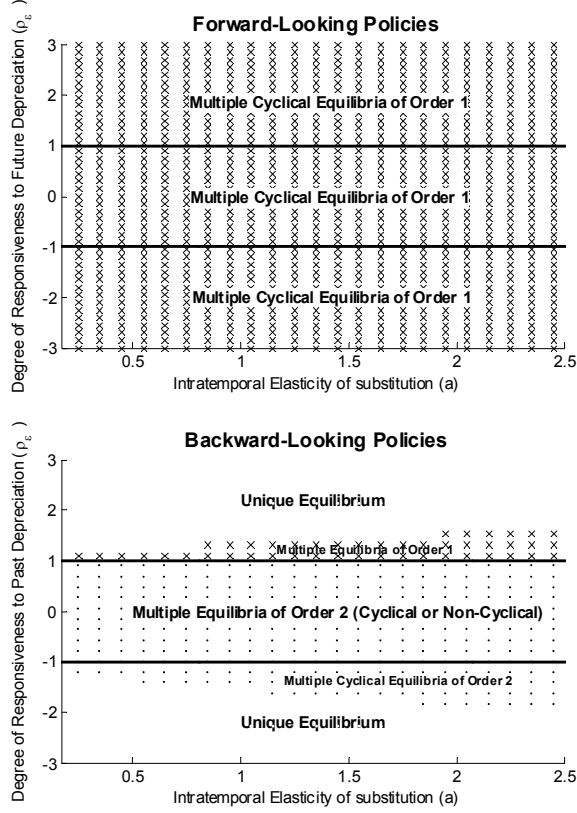 Forward-Looking Policies
Degree of Responsiveness to Future Depreciation (ρε )
3
2
1
0
-1
-2
-3
Multiple Cyclical Equilibria of Order 1
Multiple Cyclical Equilibria of Order 1
Multiple Cyclical Equilibria of Order 1
0.5 1 1.5 2 2.5
Intratemporal Elasticity of substitution (a)
Backward-Looking Policies
Degree of Responsiveness to Past Depreciation (ρε )
3
2
1
0
-1
-2
-3
Unique Equilibrium
Multiple Equilibria of Order 1
Multiple Equilibria of Order 2 (Cyclical or Non-Cyclical)
Multiple Cyclical Equilibria of Order 2
Unique Equilibrium
0.5 1 1.5 2 2.5
Intratemporal Elasticity of substitution (a)